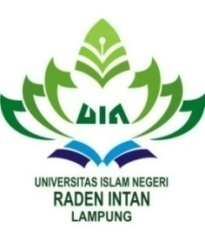 UIN
UNIVERSITAS ISLAM NEGERI
RADEN INTAN
LAMPUNG